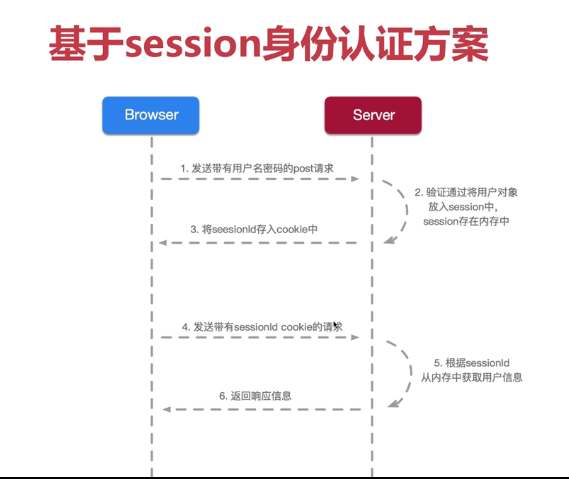 基于session身份认证方案
Browser
Server
1. 发送带有用户名密码的post请求
2. 验证通过将用户对象
放入session中，
session存在内存中
3. 将seesionId存入cookie中
4. 发送带有sessionId cookie的请求
5. 根据sessionId
从内存中获取用户信息
6. 返回响应信息